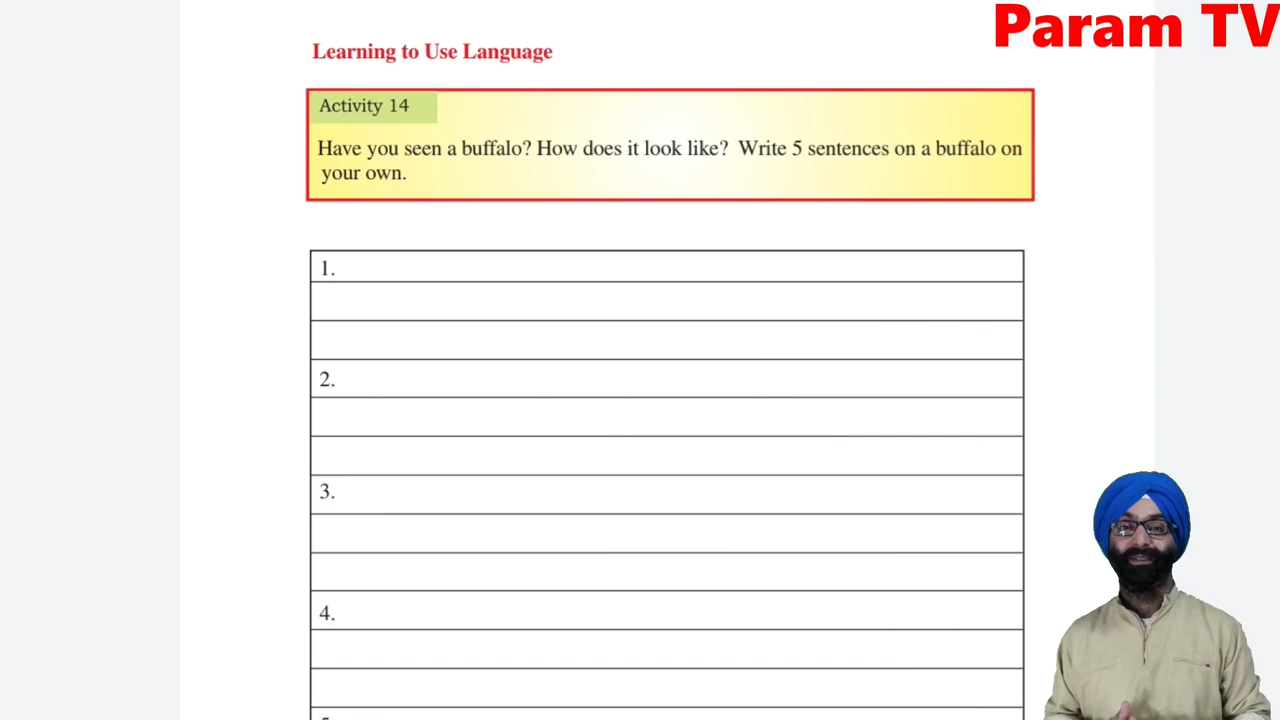 Param TV
Learning to Use Language
Activity 14
Have you seen a buffalo? How does it look like? Write 5 sentences on a buffalo on
your own.
1.
2.
3.
4.